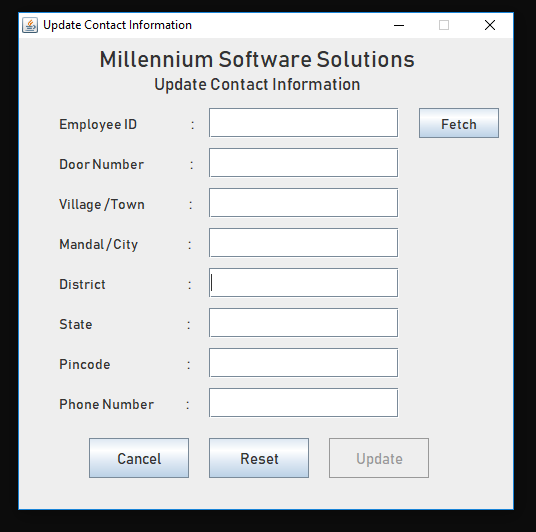 Update Contact Information
Millennium Software Solutions
Update Contact Information
Employee ID : Fetch
Door Number :
Village /Town :
Mandal / City :
District :
State :
Pincode :
Phone Number :
Cancel Reset Update